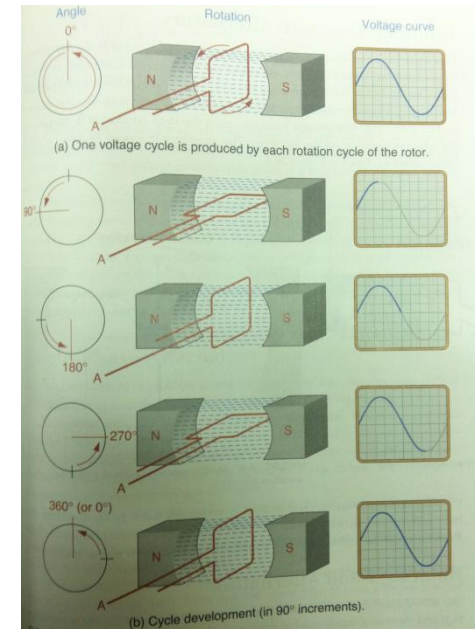 Angle Rotation Voltage curve
0°
N S
A
(a) One voltage cycle is produced by each rotation cycle of the rotor.
90°
N S
A
N S
180°
A
270° N S
A
360° (or 0°)
N S
A
(b) Cycle development (in 90° increments).